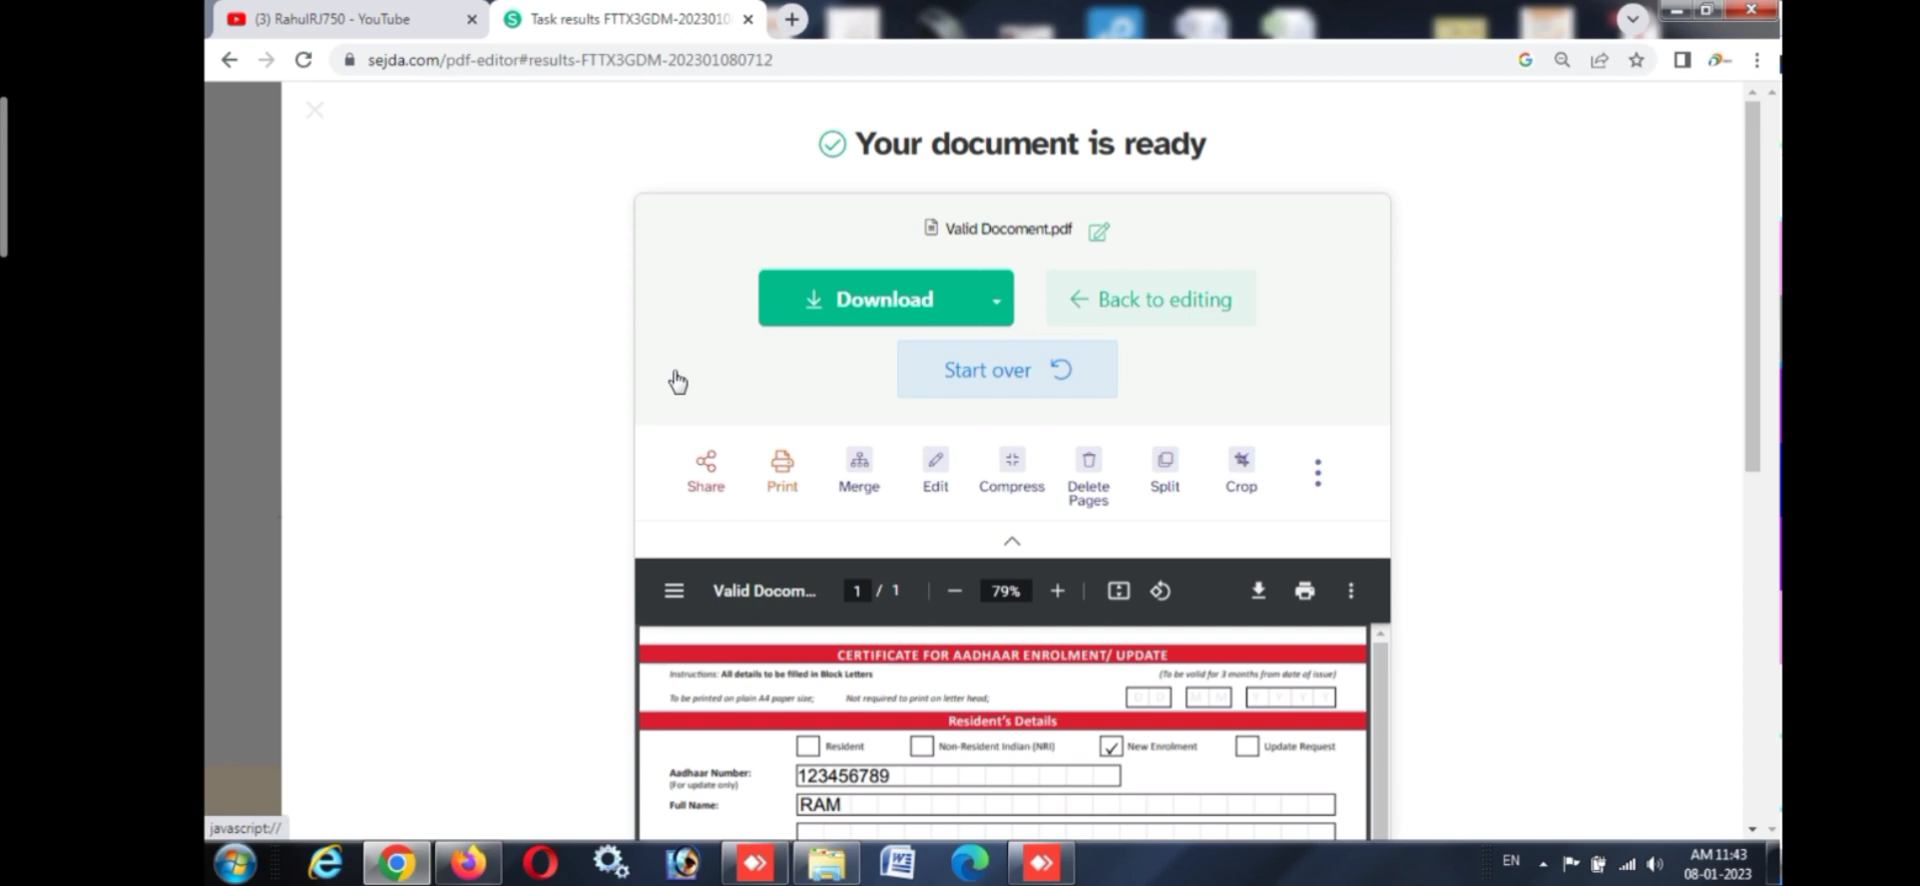 (3) RahulRJ750 - YouTube
Task results FTTX3GDM-2023010
sejda.com/pdf-editor#results-FTTX3GDM-202301080712
Your document is ready
Valid Docoment.pdf
Download
Back to editing
Start over
Share Print Merge Edit Compress Delete Pages Split Crop
Valid Docom... 1 / 1 79%
CERTIFICATE FOR AADHAAR ENROLMENT/ UPDATE
Instructions: All details to be filled in Block Letters (To be valid for 3 months from date of issue)
To be printed on plain A4 paper size; Not required to print on letter head; D D M M Y Y Y Y
Resident's Details
Resident Non-Resident Indian (NRI) New Enrolment Update Request
Aadhaar Number: 123456789
(For update only)
Full Name: RAM
javascript://
EN AM 11:43
08-01-2023